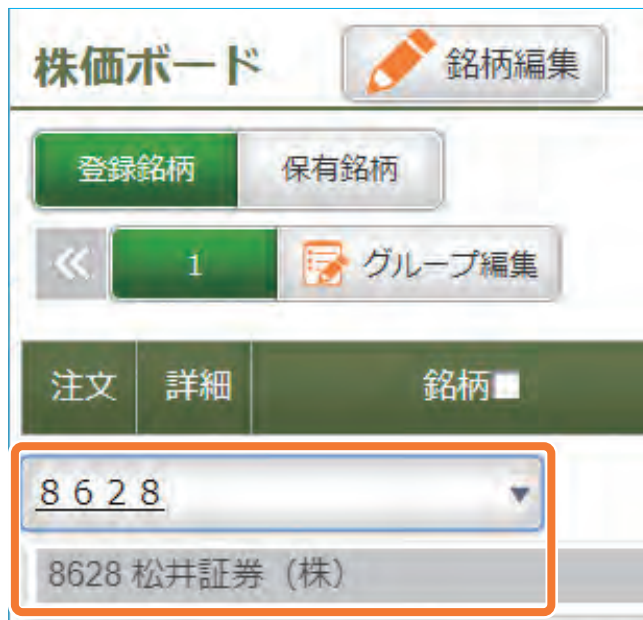 株価ボード 銘柄編集
登録銘柄 保有銘柄
1 グループ編集
注文 詳細 銘柄
８６２８
8628 松井証券（株）